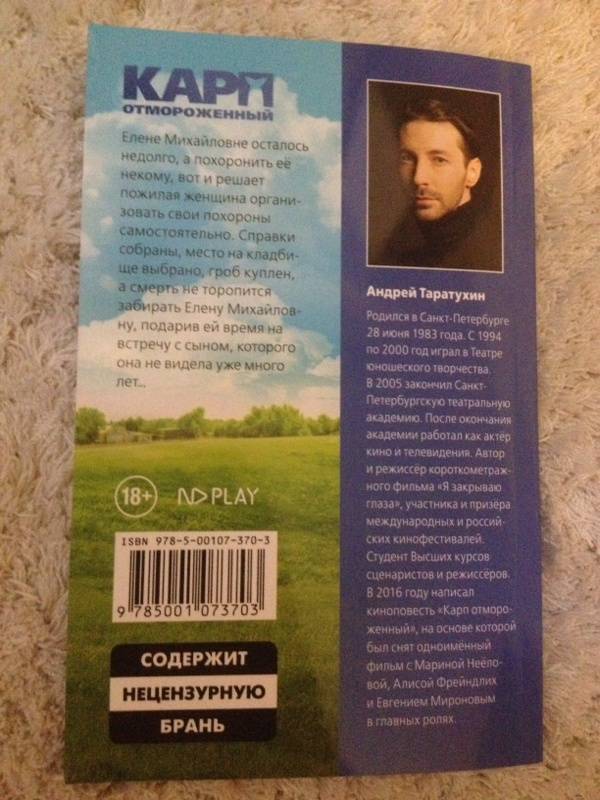 КАРП
ОТМОРОЖЕННЫЙ
Елене Михайловне осталось
недолго, а похоронить её
некому, вот и решает
пожилая женщина органи-
зовать свои похороны
самостоятельно. Справки
собраны, место на кладби-
ще выбрано, гроб куплен,
а смерть не торопится
забирать Елену Михайлов-
ну, подарив ей время на
встречу с сыном, которого
она не видела уже много
лет...
18+
ND PLAY
ISBN 978-5-00107-370-3
9 785001 073703
СОДЕРЖИТ
НЕЦЕНЗУРНУЮ
БРАНЬ
Андрей Таратухин
Родился в Санкт-Петербурге
28 июня 1983 года. С 1994
по 2000 год играл в Театре
юношеского творчества.
В 2005 закончил Санкт-
Петербургскую театральную
академию. После окончания
академии работал как актёр
кино и телевидения. Автор
и режиссёр короткометраж-
ного фильма «Я закрываю
глаза», участника и призёра
международных и россий-
ских кинофестивалей.
Студент Высших курсов
сценаристов и режиссёров.
В 2016 году написал
киноповесть «Карп отморо-
женный», на основе которой
был снят одноимённый
фильм с Мариной Неело-
вой, Алисой Фрейндлих
и Евгением Мироновым
в главных ролях.